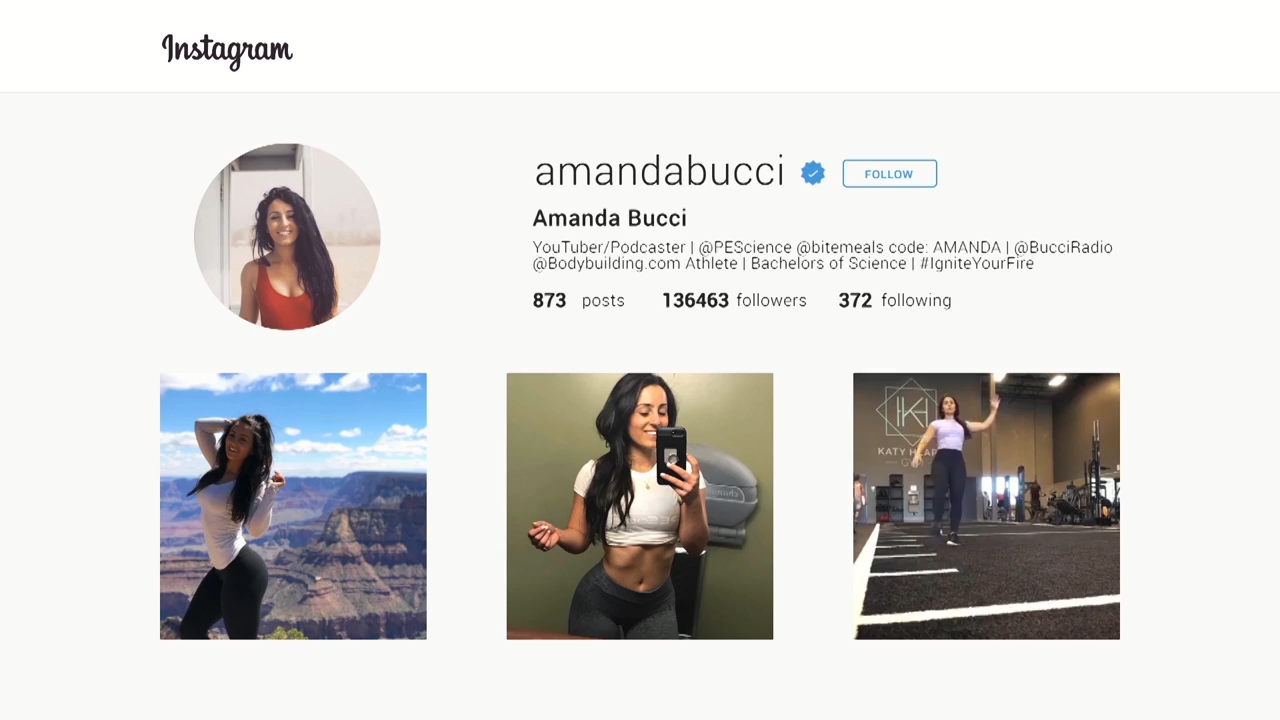 Instagram
amandabucci FOLLOW
Amanda Bucci
YouTuber/Podcaster | @PEScience @bitemeals code: AMANDA | @BucciRadio
@Bodybuilding.com Athlete | Bachelors of Science | #IgniteYourFire
873 posts 136463 followers 372 following
KATY